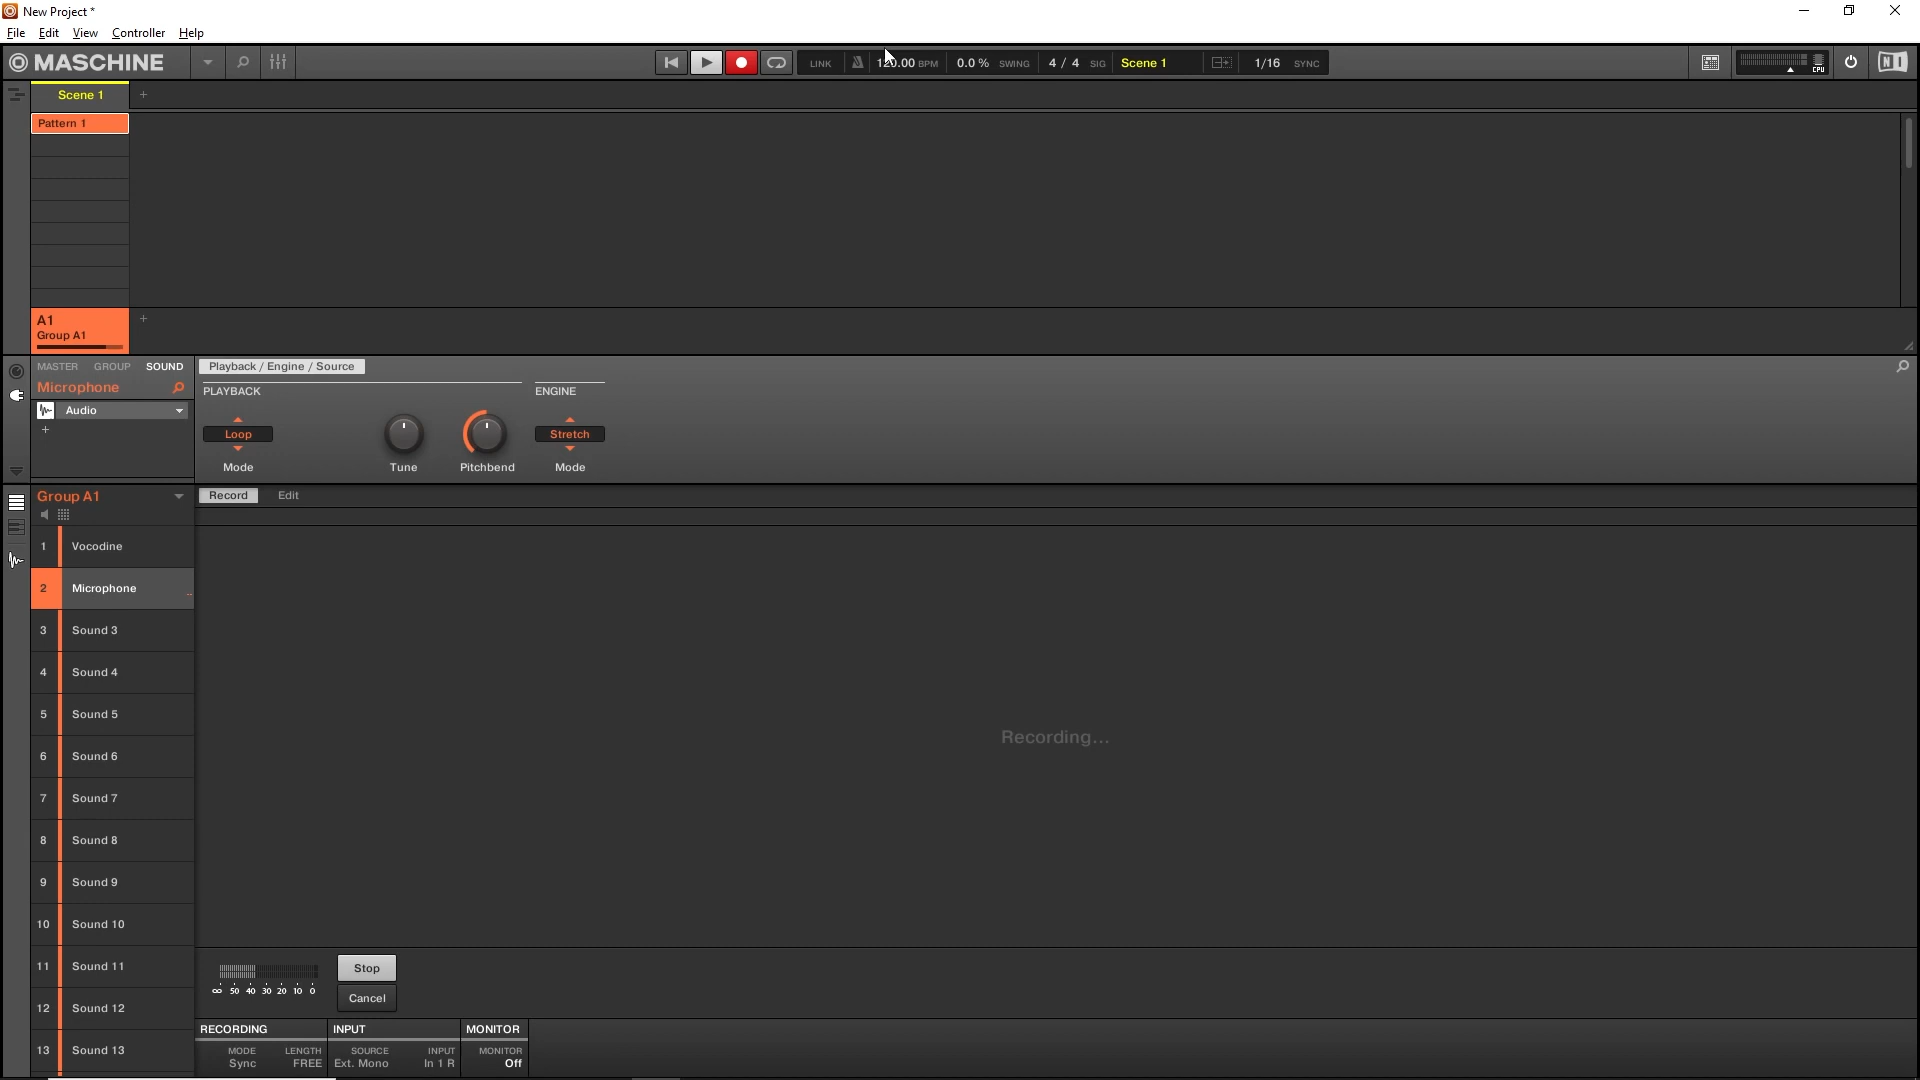 New Project *
File Edit View Controller Help
MASCHINE
LINK 120.00 BPM 0.0 % SWING 4 / 4 SIG Scene 1 1/16 SYNC
CPU
NI
Scene 1 +
Pattern 1
A1 +
Group A1
MASTER GROUP SOUND Playback / Engine / Source
Microphone
PLAYBACK ENGINE
Audio
+
Loop Stretch
Mode Tune Pitchbend Mode
Group A1 Record Edit
1 Vocodine
2 Microphone
3 Sound 3
4 Sound 4
5 Sound 5
6 Sound 6
Recording...
7 Sound 7
8 Sound 8
9 Sound 9
10 Sound 10
11 Sound 11
12 Sound 12
13 Sound 13
Stop
∞ 50 40 30 20 10 0
Cancel
RECORDING INPUT MONITOR
MODE LENGTH SOURCE INPUT MONITOR
Sync FREE Ext. Mono In 1 R Off